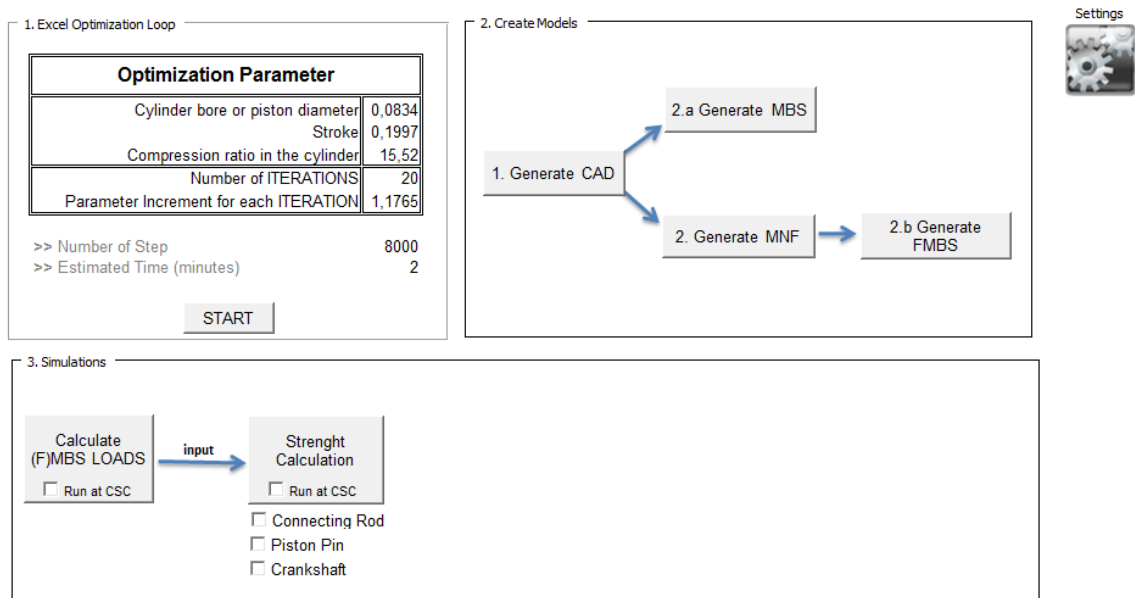 1. Excel Optimization Loop
Optimization Parameter
Cylinder bore or piston diameter 0,0834
Stroke 0,1997
Compression ratio in the cylinder 15,52
Number of ITERATIONS 20
Parameter Increment for each ITERATION 1,1765
>> Number of Step 8000
>> Estimated Time (minutes) 2
START
2. Create Models
1. Generate CAD
2.a Generate MBS
2. Generate MNF
2.b Generate
FMBS
Settings
3. Simulations
Calculate
(F)MBS LOADS
Run at CSC
input
Strenght
Calculation
Run at CSC
Connecting Rod
Piston Pin
Crankshaft